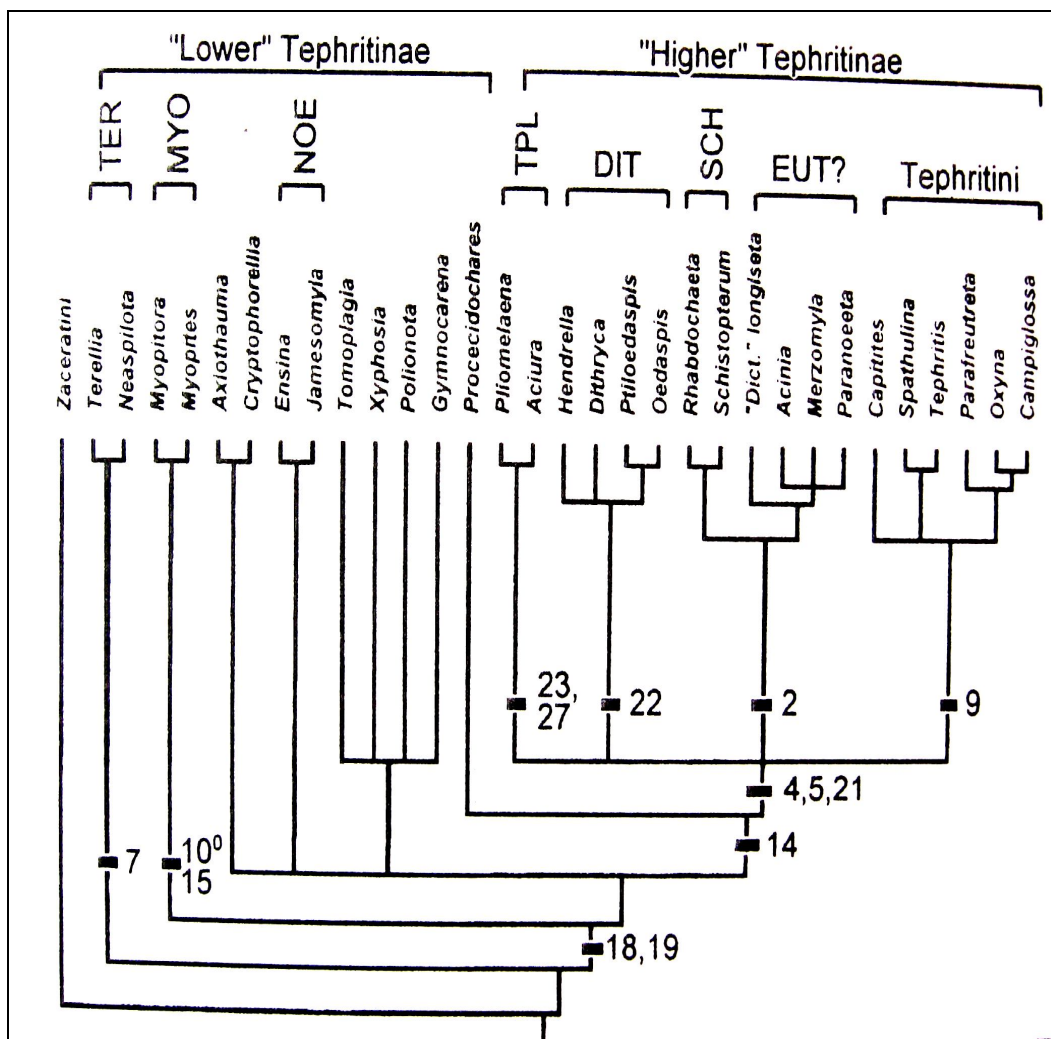 "Lower" Tephritinae
"Higher" Tephritinae
TER
MYO
NOE
TPL
DIT
SCH
EUT?
Tephritini
Zaceratini
Terellia
Neaspilota
Myopitora
Myopites
Axiothauma
Cryptophorellia
Ensina
Jamesomyia
Tomoplagia
Xyphosia
Polionota
Gymnocarena
Procecidochares
Pliomelaena
Aciura
Hendrella
Dithryca
Ptiloedaspis
Oedaspis
Rhabdochaeta
Schistopterum
"Dict." longiseta
Acinia
Merzomyia
Paranoeeta
Capitites
Spathulina
Tephritis
Parafreutreta
Oxyna
Campiglossa
23,
27
22
2
9
4,5,21
14
7
10⁰
15
18,19